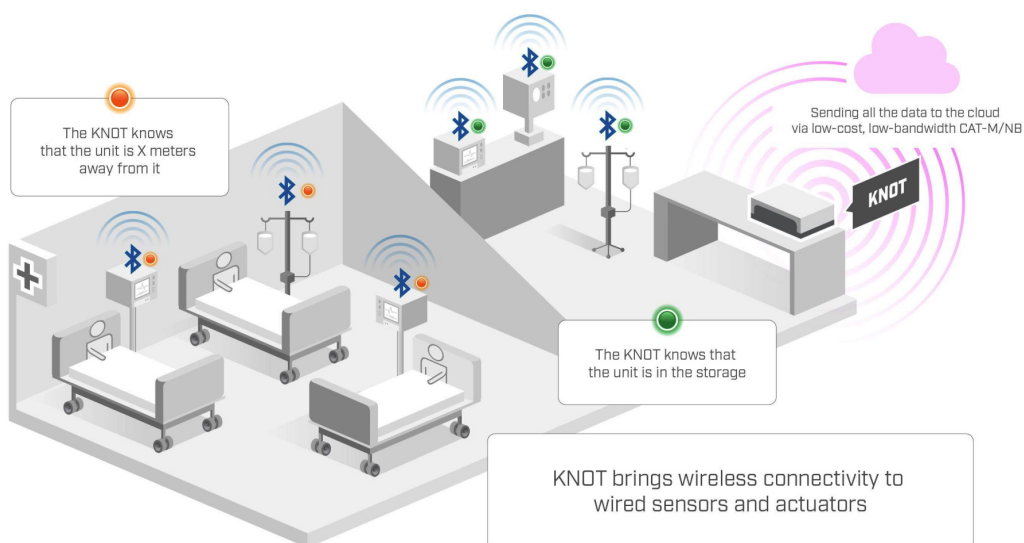 The KNOT knows
that the unit is X meters
away from it
Sending all the data to the cloud
via low-cost, low-bandwidth CAT-M/NB
KNOT
The KNOT knows that
the unit is in the storage
KNOT brings wireless connectivity to
wired sensors and actuators